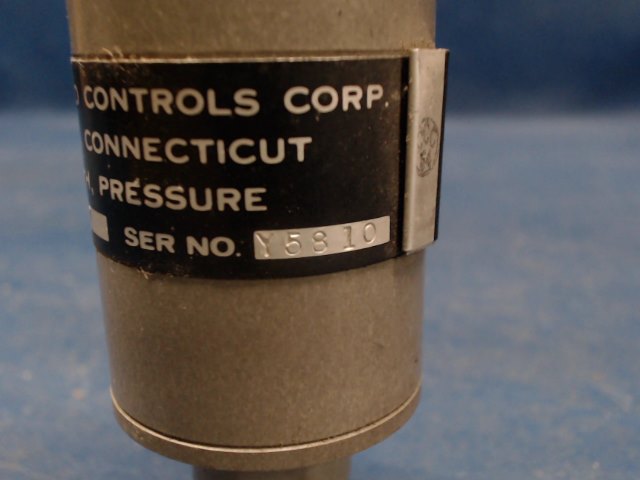 CONTROLS CORP.
CONNECTICUT
H, PRESSURE
SER NO. Y5810